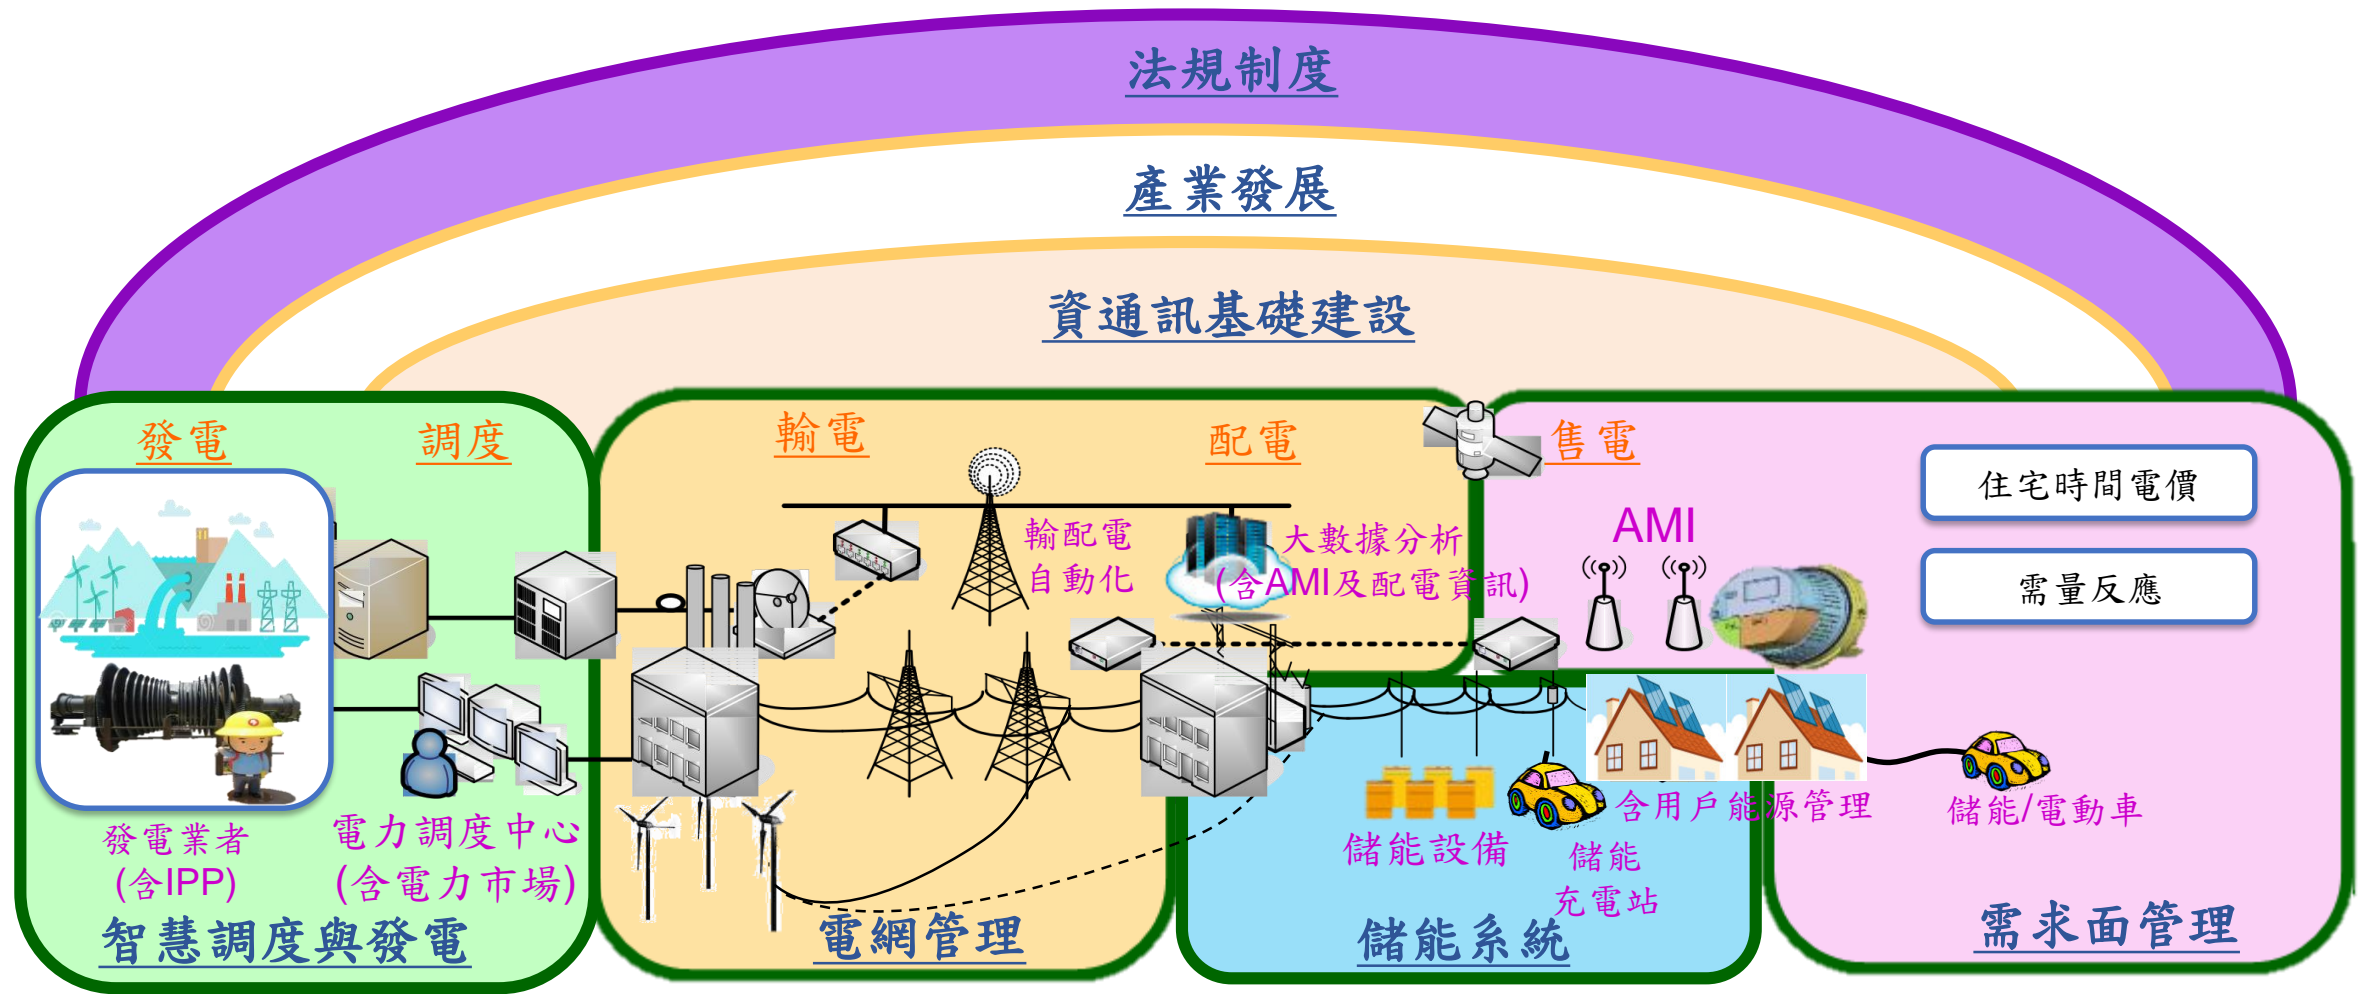 法規制度
產業發展
資通訊基礎建設
發電
調度
輸電
配電
售電
住宅時間電價
需量反應
AMI
輸配電
自動化
大數據分析
(含AMI及配電資訊)
發電業者
(含IPP)
電力調度中心
(含電力市場)
儲能設備
儲能
充電站
含用戶能源管理
儲能/電動車
智慧調度與發電
電網管理
儲能系統
需求面管理